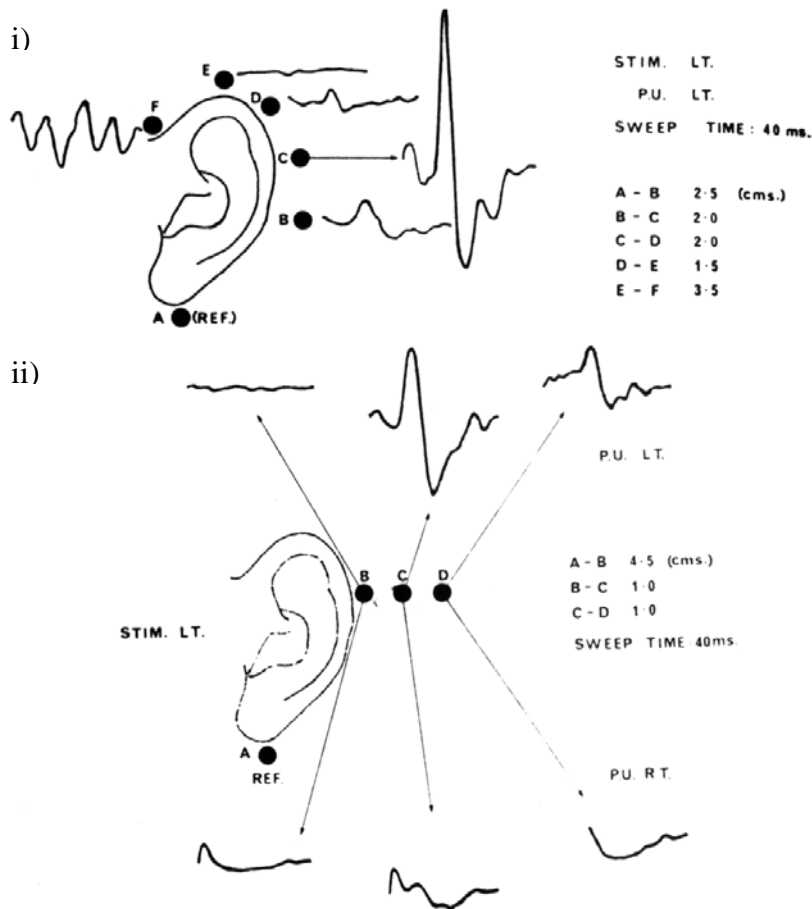 i)
E
D
F
C
B
A (REF.)
STIM. LT.
P.U. LT.
SWEEP TIME: 40 ms.
A - B 2·5 (cms.)
B - C 2·0
C - D 2·0
D - E 1·5
E - F 3·5
ii)
P.U. LT.
B C D
A - B 4·5 (cms.)
B - C 1·0
C - D 1·0
STIM. LT.
SWEEP TIME 40ms.
A
REF.
P.U. RT.